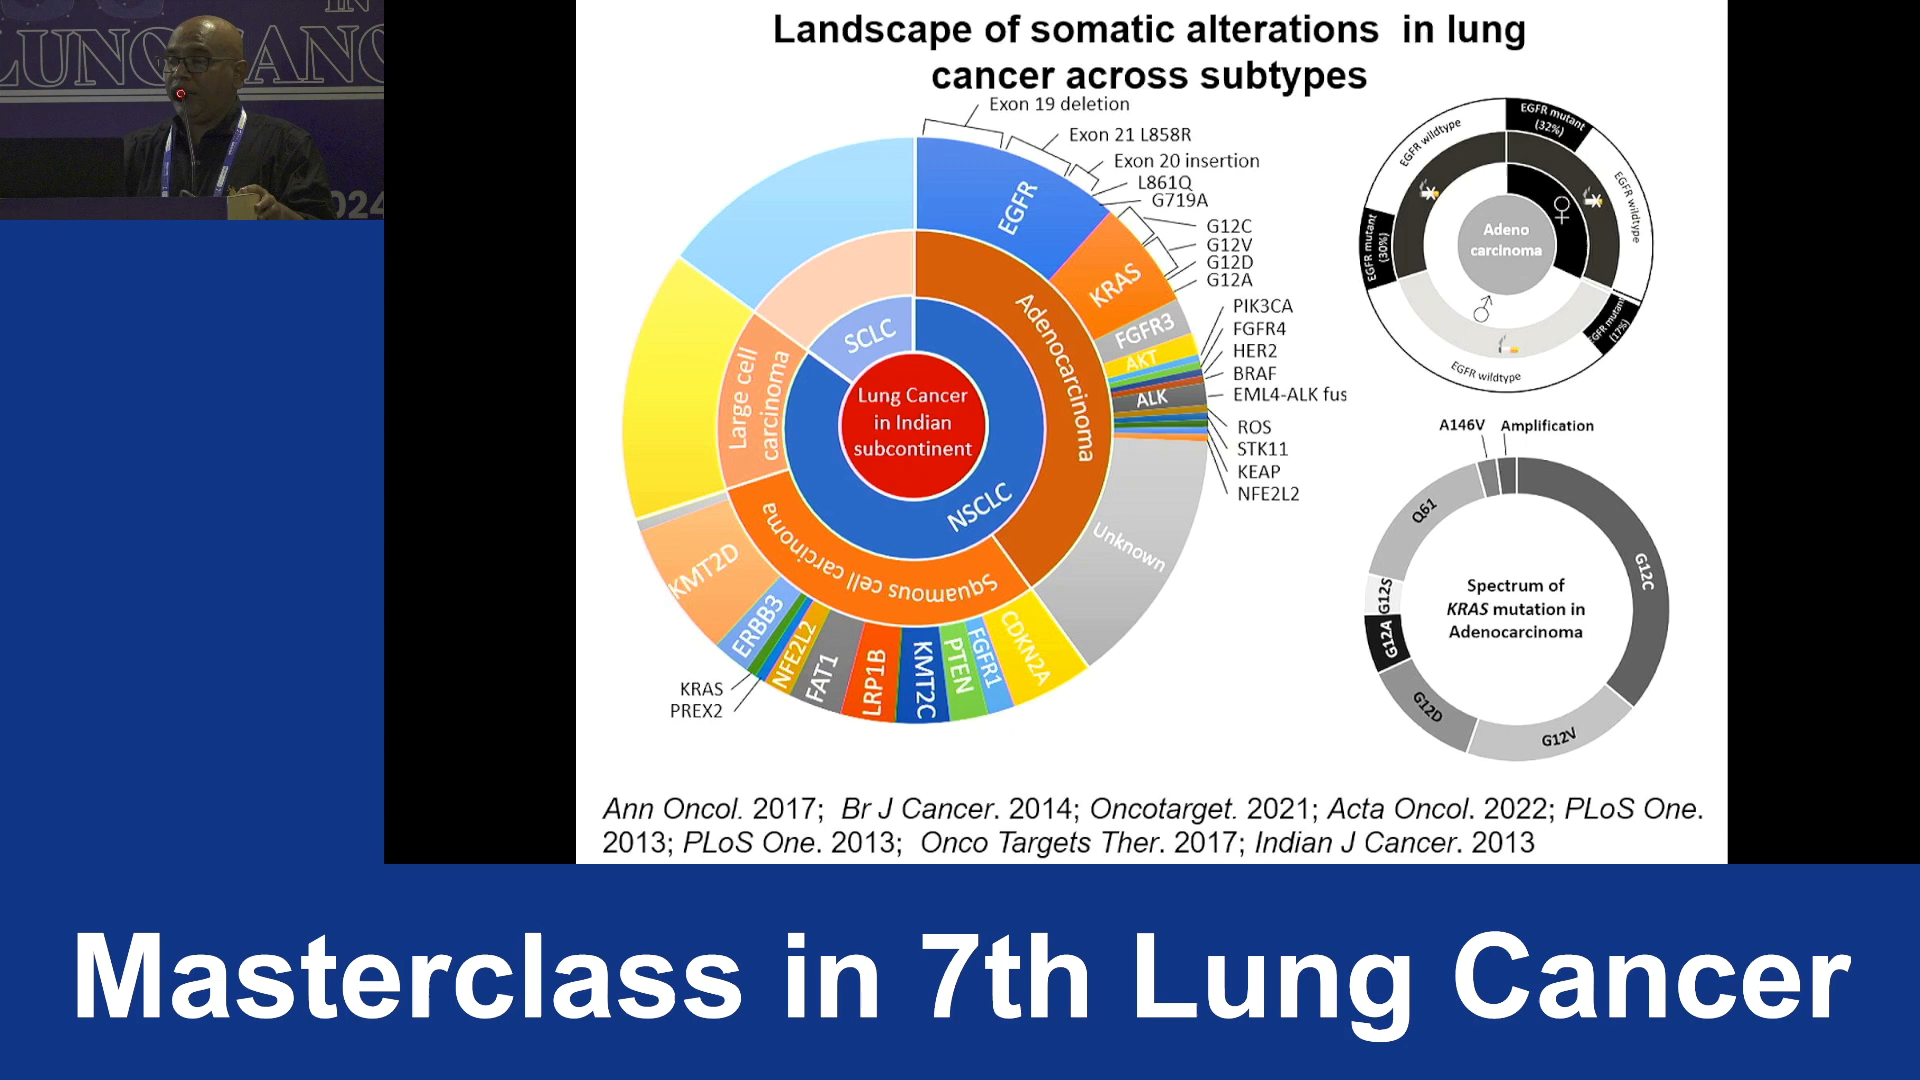 IN
LUNG CANC
2024
Landscape of somatic alterations in lung
cancer across subtypes
Exon 19 deletion
Exon 21 L858R
Exon 20 insertion
L861Q
G719A
G12C
G12V
G12D
G12A
PIK3CA
FGFR4
HER2
BRAF
EML4-ALK fus
ROS
STK11
KEAP
NFE2L2
EGFR
KRAS
FGFR3
AKT
ALK
Unknown
Adenocarcinoma
SCLC
NSCLC
Large cell
carcinoma
Squamous cell carcinoma
Lung Cancer
in Indian
subcontinent
KMT2D
ERBB3
NFE2L2
FAT1
LRP1B
KMT2C
PTEN
FGFR1
CDKN2A
KRAS
PREX2
EGFR wildtype
EGFR mutant
(32%)
EGFR wildtype
EGFR mutant
(30%)
Adeno
carcinoma
EGFR mutant
(17%)
EGFR wildtype
A146V
Amplification
Q61
G12C
G12S
G12A
G12D
G12V
Spectrum of
KRAS mutation in
Adenocarcinoma
Ann Oncol. 2017; Br J Cancer. 2014; Oncotarget. 2021; Acta Oncol. 2022; PLoS One.
2013; PLoS One. 2013; Onco Targets Ther. 2017; Indian J Cancer. 2013
Masterclass in 7th Lung Cancer